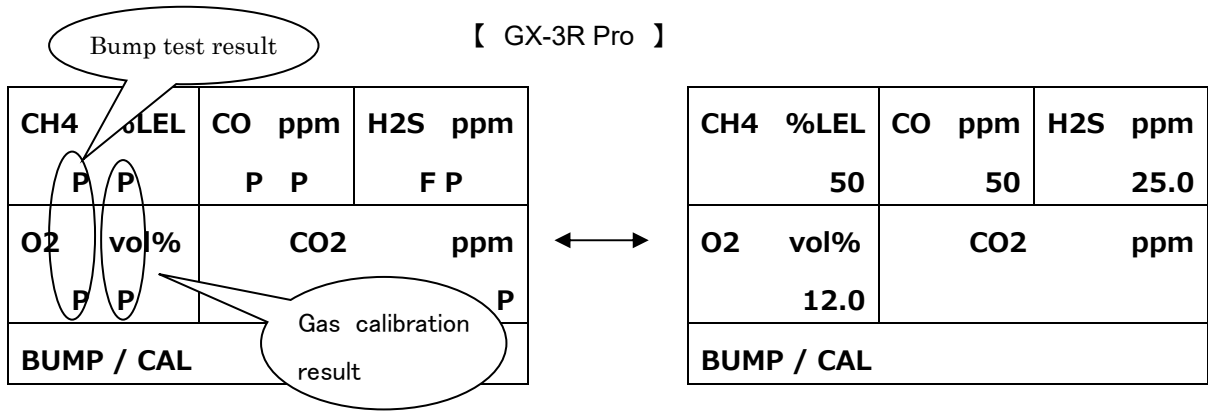 【 GX-3R Pro 】
Bump test result
CH4 %LEL CO ppm H2S ppm
P P P P F P
O2 vol% CO2 ppm
P P P
BUMP / CAL
Gas calibration
result
CH4 %LEL CO ppm H2S ppm
50 50 25.0
O2 vol% CO2 ppm
12.0
BUMP / CAL